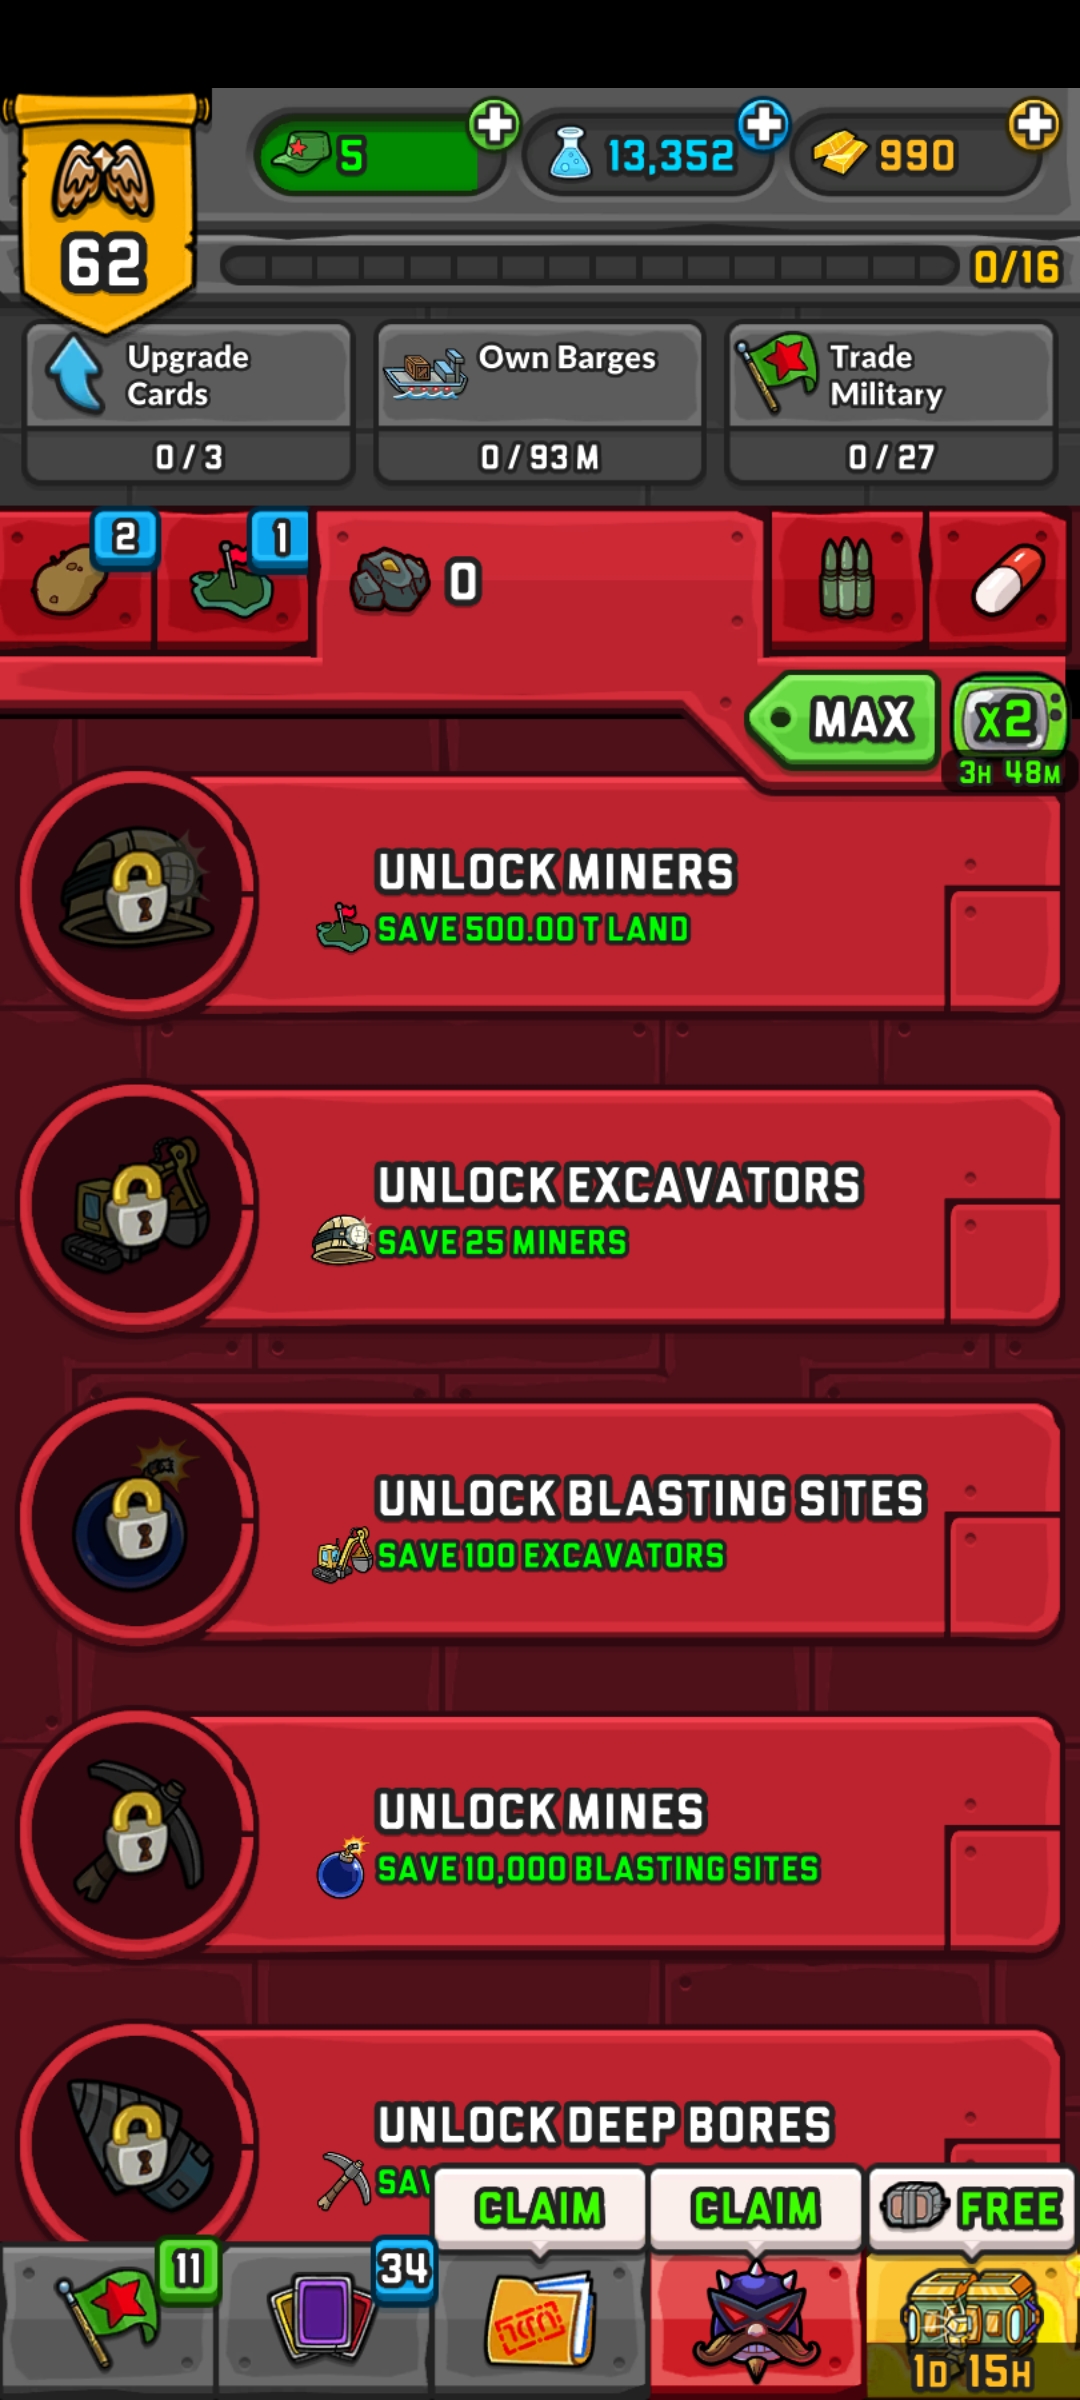 62
5
13,352
990
0/16
Upgrade
Cards
0 / 3
Own Barges
0 / 93 M
Trade
Military
0 / 27
2
1
0
MAX
x2
3H 48M
UNLOCK MINERS
SAVE 500.00 T LAND
UNLOCK EXCAVATORS
SAVE 25 MINERS
UNLOCK BLASTING SITES
SAVE 100 EXCAVATORS
UNLOCK MINES
SAVE 10,000 BLASTING SITES
UNLOCK DEEP BORES
CLAIM
CLAIM
FREE
11
34
1D 15H